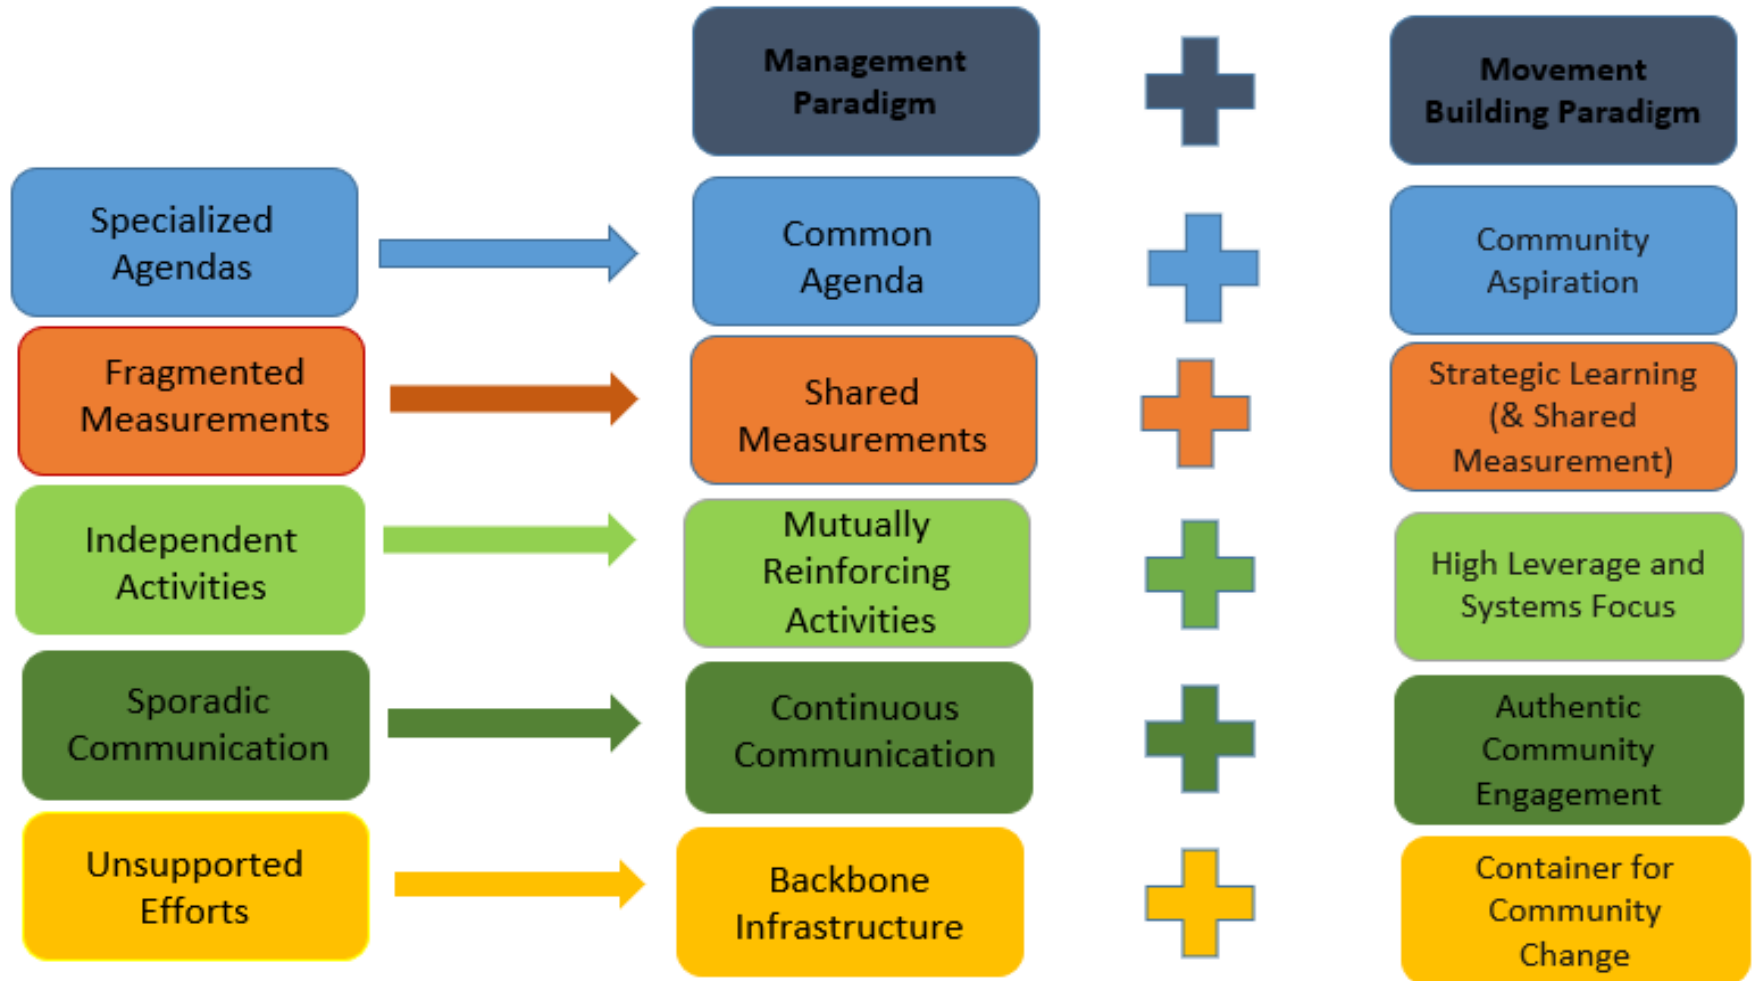 Management
Paradigm
Movement
Building Paradigm
Specialized
Agendas
Common
Agenda
Community
Aspiration
Fragmented
Measurements
Shared
Measurements
Strategic Learning
(& Shared
Measurement)
Independent
Activities
Mutually
Reinforcing
Activities
High Leverage and
Systems Focus
Sporadic
Communication
Continuous
Communication
Authentic
Community
Engagement
Unsupported
Efforts
Backbone
Infrastructure
Container for
Community
Change